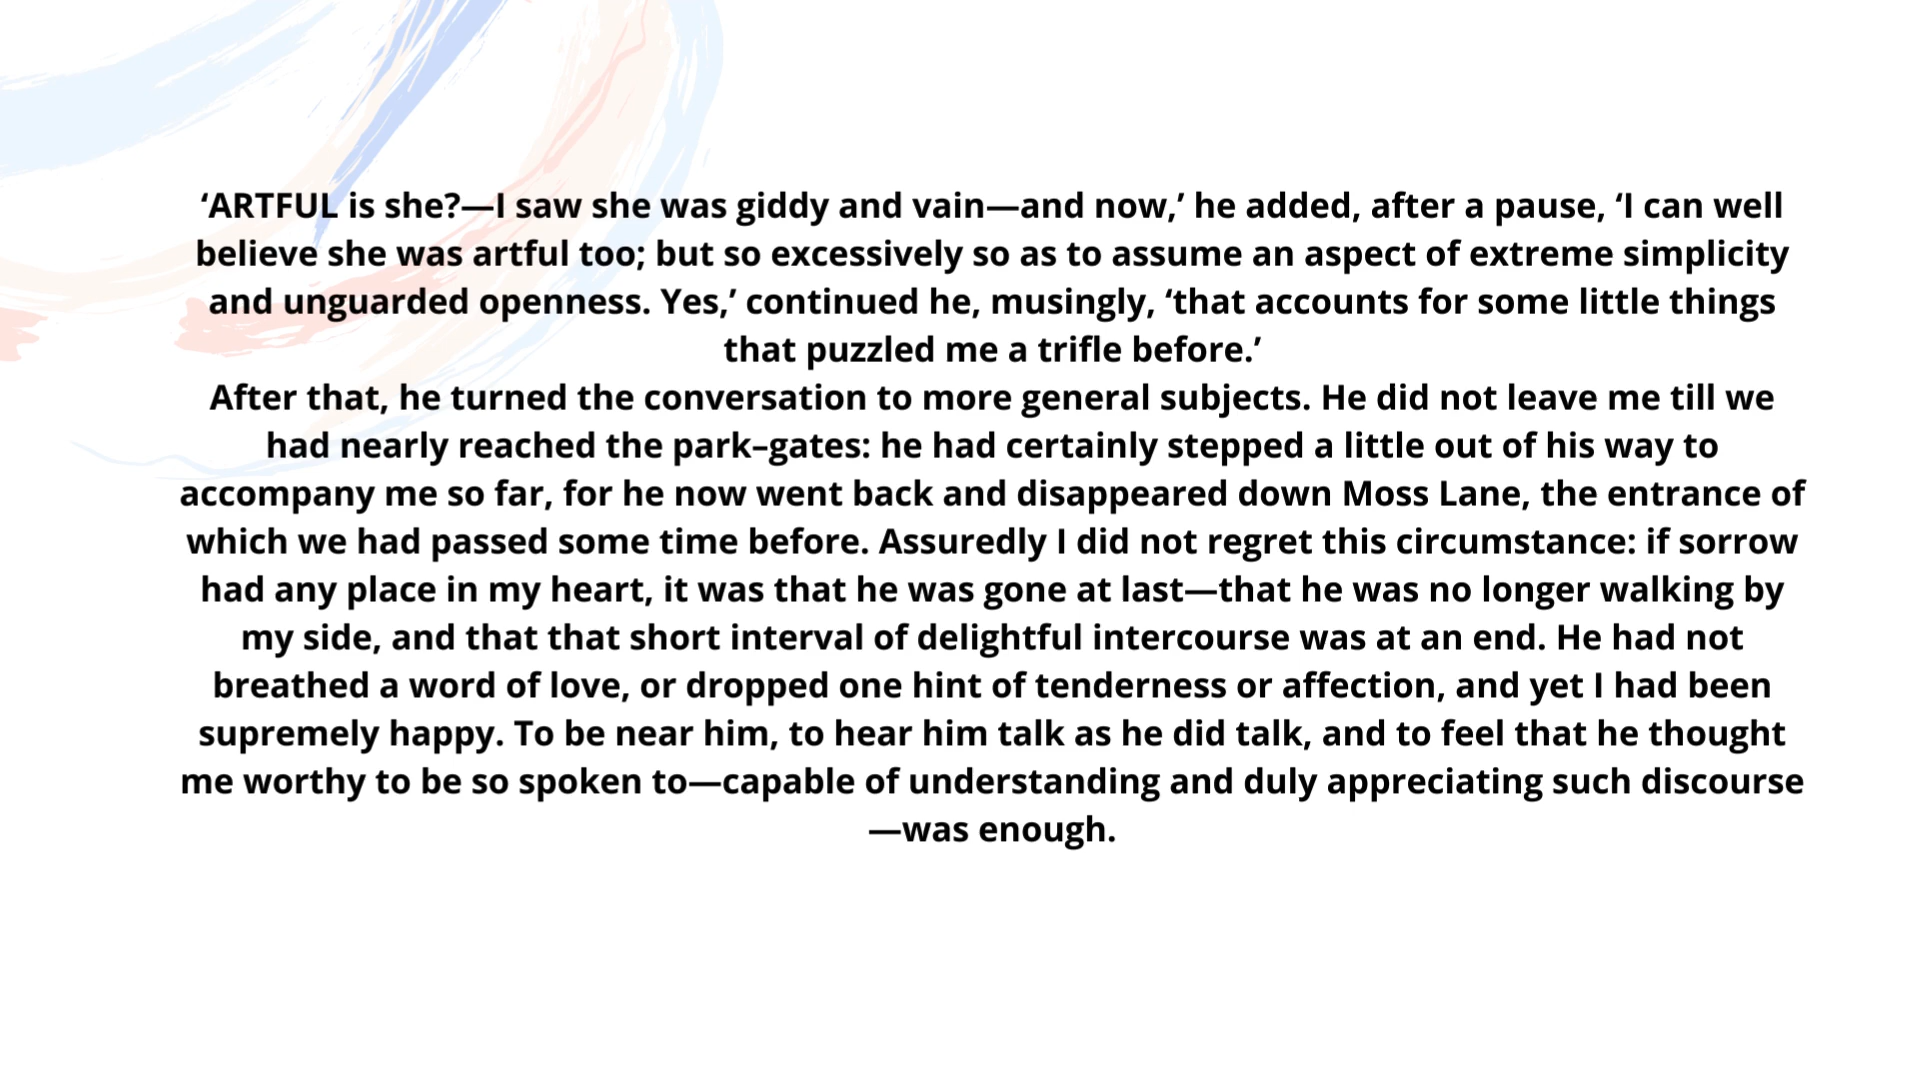 ‘ARTFUL is she?—I saw she was giddy and vain—and now,’ he added, after a pause, ‘I can well
believe she was artful too; but so excessively so as to assume an aspect of extreme simplicity
and unguarded openness. Yes,’ continued he, musingly, ‘that accounts for some little things
that puzzled me a trifle before.’
After that, he turned the conversation to more general subjects. He did not leave me till we
had nearly reached the park–gates: he had certainly stepped a little out of his way to
accompany me so far, for he now went back and disappeared down Moss Lane, the entrance of
which we had passed some time before. Assuredly I did not regret this circumstance: if sorrow
had any place in my heart, it was that he was gone at last—that he was no longer walking by
my side, and that that short interval of delightful intercourse was at an end. He had not
breathed a word of love, or dropped one hint of tenderness or affection, and yet I had been
supremely happy. To be near him, to hear him talk as he did talk, and to feel that he thought
me worthy to be so spoken to—capable of understanding and duly appreciating such discourse
—was enough.